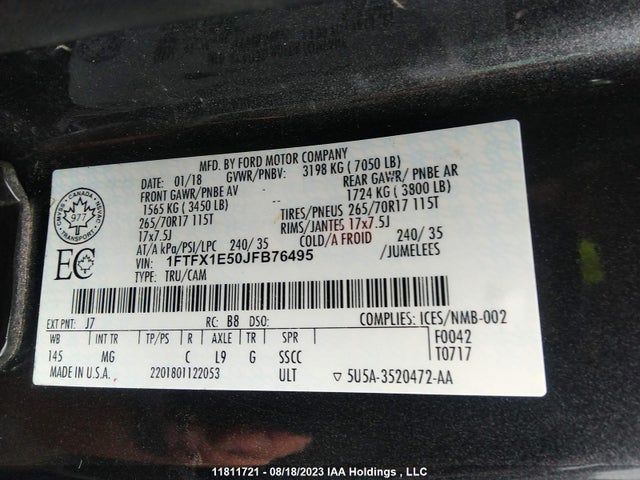 MFD. BY FORD MOTOR COMPANY
DATE: 01/18 GVWR/PNBV: 3198 KG ( 7050 LB)
FRONT GAWR/PNBE AV REAR GAWR/ PNBE AR
1565 KG ( 3450 LB) 1724 KG ( 3800 LB)
265/70R17 115T TIRES/PNEUS 265/70R17 115T
17x7.5J RIMS/JANTES 17x7.5J
AT/A kPa/PSI/LPC 240/ 35 COLD/A FROID 240/ 35
VIN: 1FTFX1E50JFB76495 /JUMELEES
TYPE: TRU/CAM
CANADA
977
TRANSPORT
EC
EXT PNT: J7 RC: B8 DSO: COMPLIES: ICES/NMB-002
WB INT TR TP/PS R AXLE TR SPR F0042
145 MG C L9 G SSCC T0717
MADE IN U.S.A. 2201801122053 ULT 5U5A-3520472-AA
11811721 - 08/18/2023 IAA Holdings , LLC